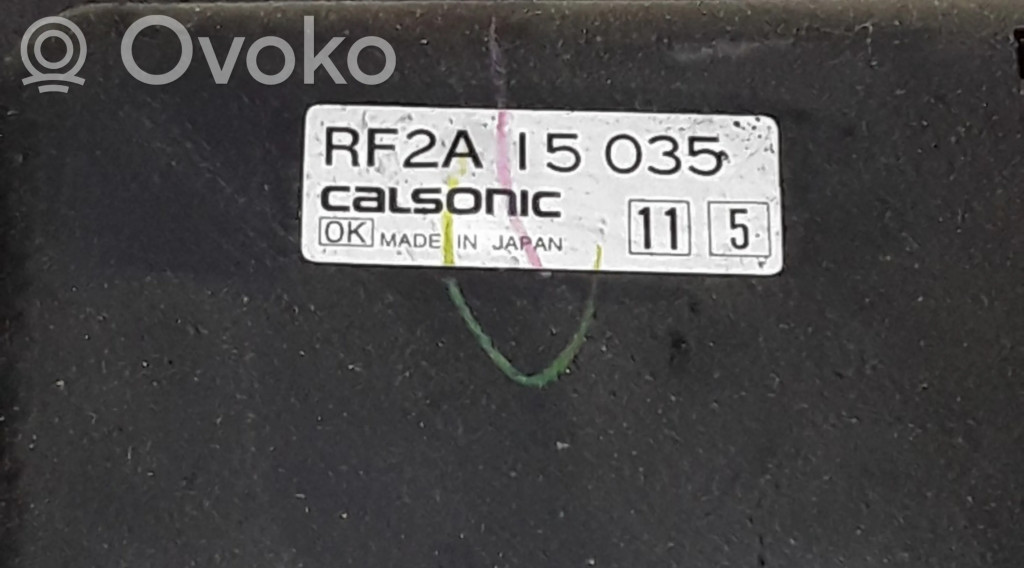 Ovoko
RF2A 15 035
CALSONIC
OK MADE IN JAPAN 11 5